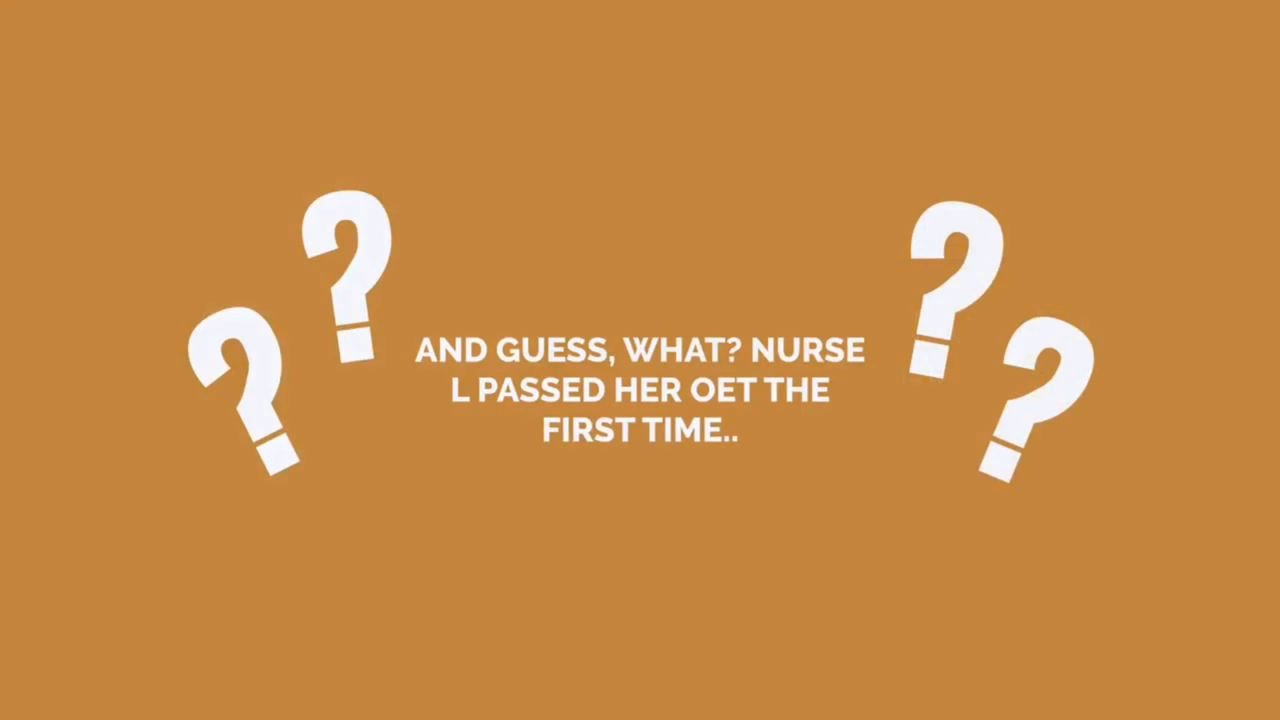 AND GUESS, WHAT? NURSE
L PASSED HER OET THE
FIRST TIME..